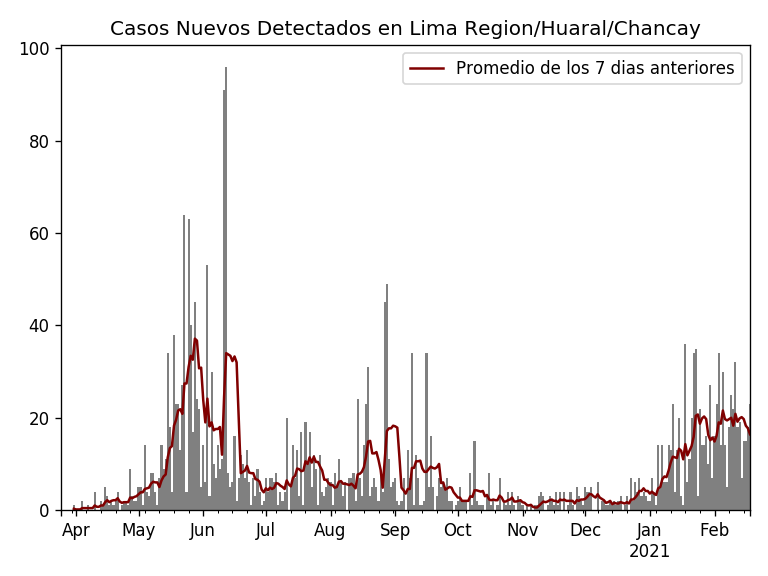 Casos Nuevos Detectados en Lima Region/Huaral/Chancay
Promedio de los 7 dias anteriores
100
80
60
40
20
0
Apr May Jun Jul Aug Sep Oct Nov Dec Jan Feb
2021